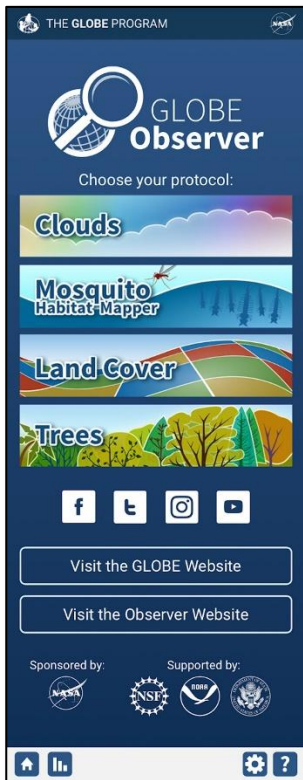 THE GLOBE PROGRAM
NASA
GLOBE
Observer
Choose your protocol:
Clouds
Mosquito
Habitat Mapper
Land Cover
Trees
Visit the GLOBE Website
Visit the Observer Website
Sponsored by:
Supported by:
NASA
NSF
NOAA
?